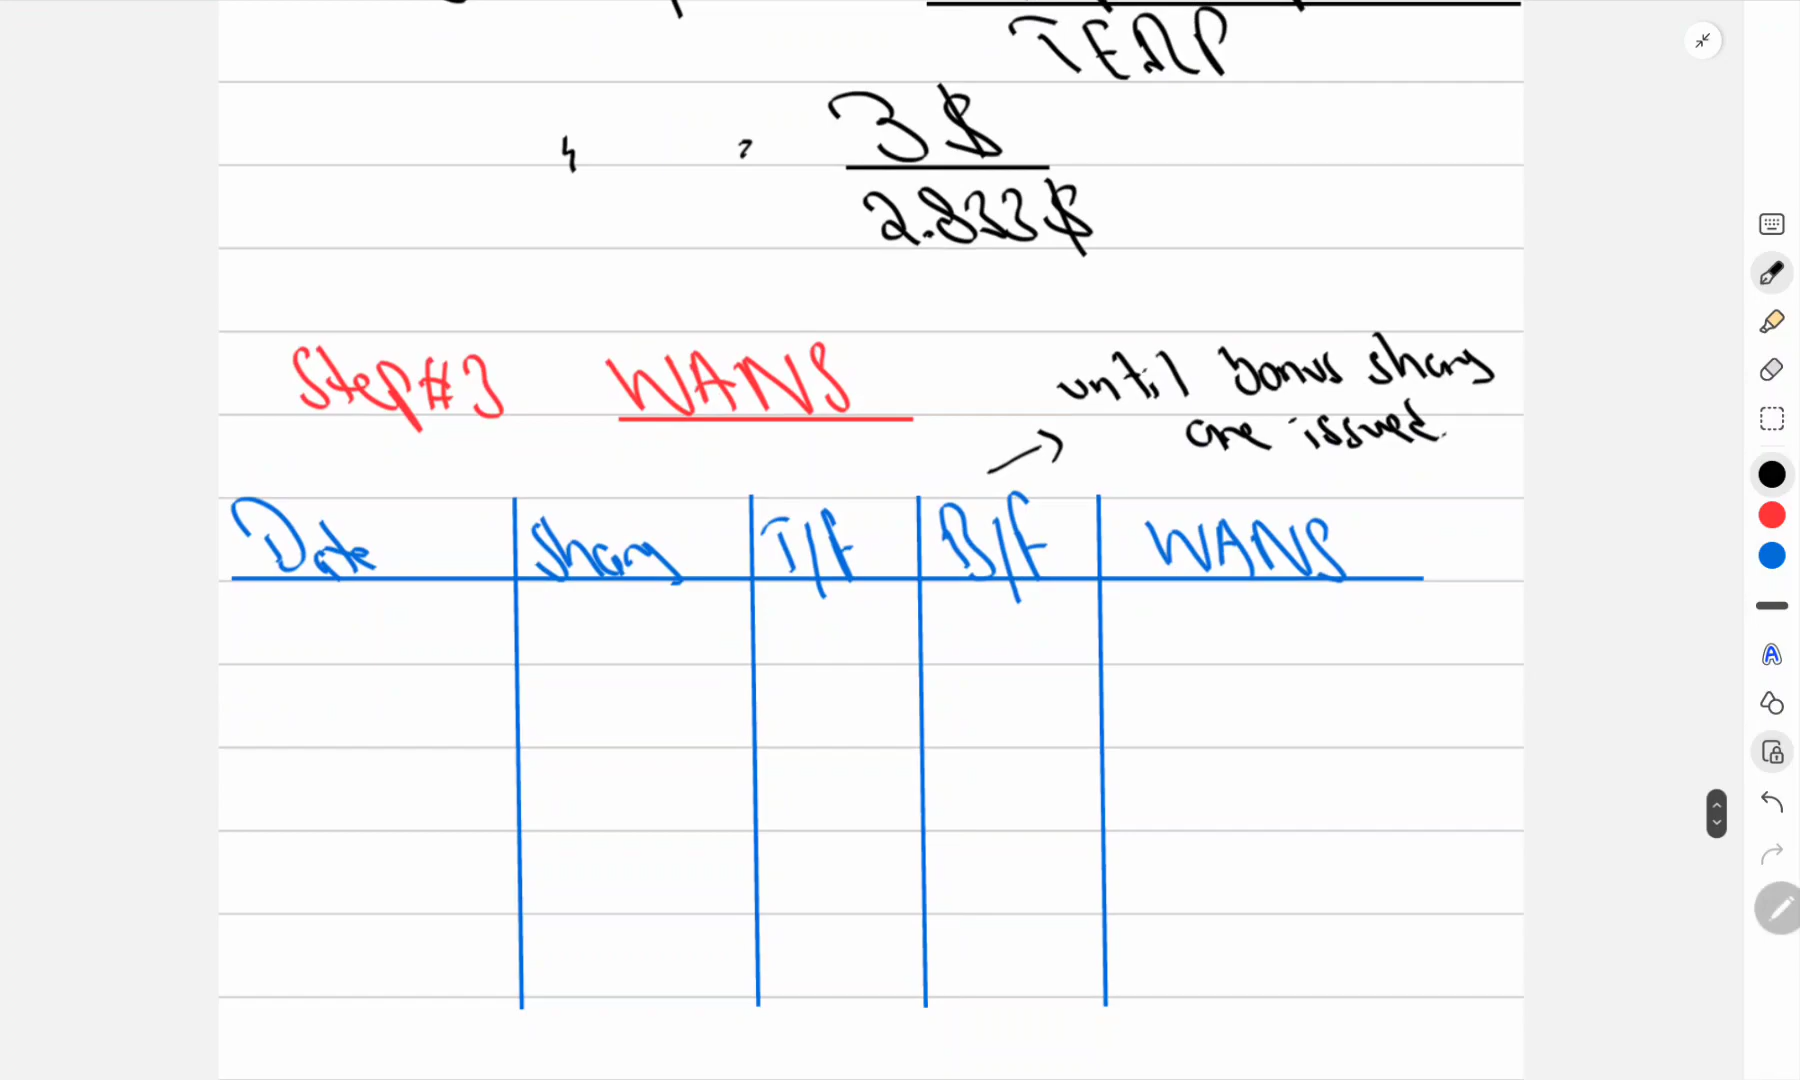 TERP
3$
2.833$
Step#3 WANS
until bonus shares
are issued.
Date Shares T/F B/F WANS